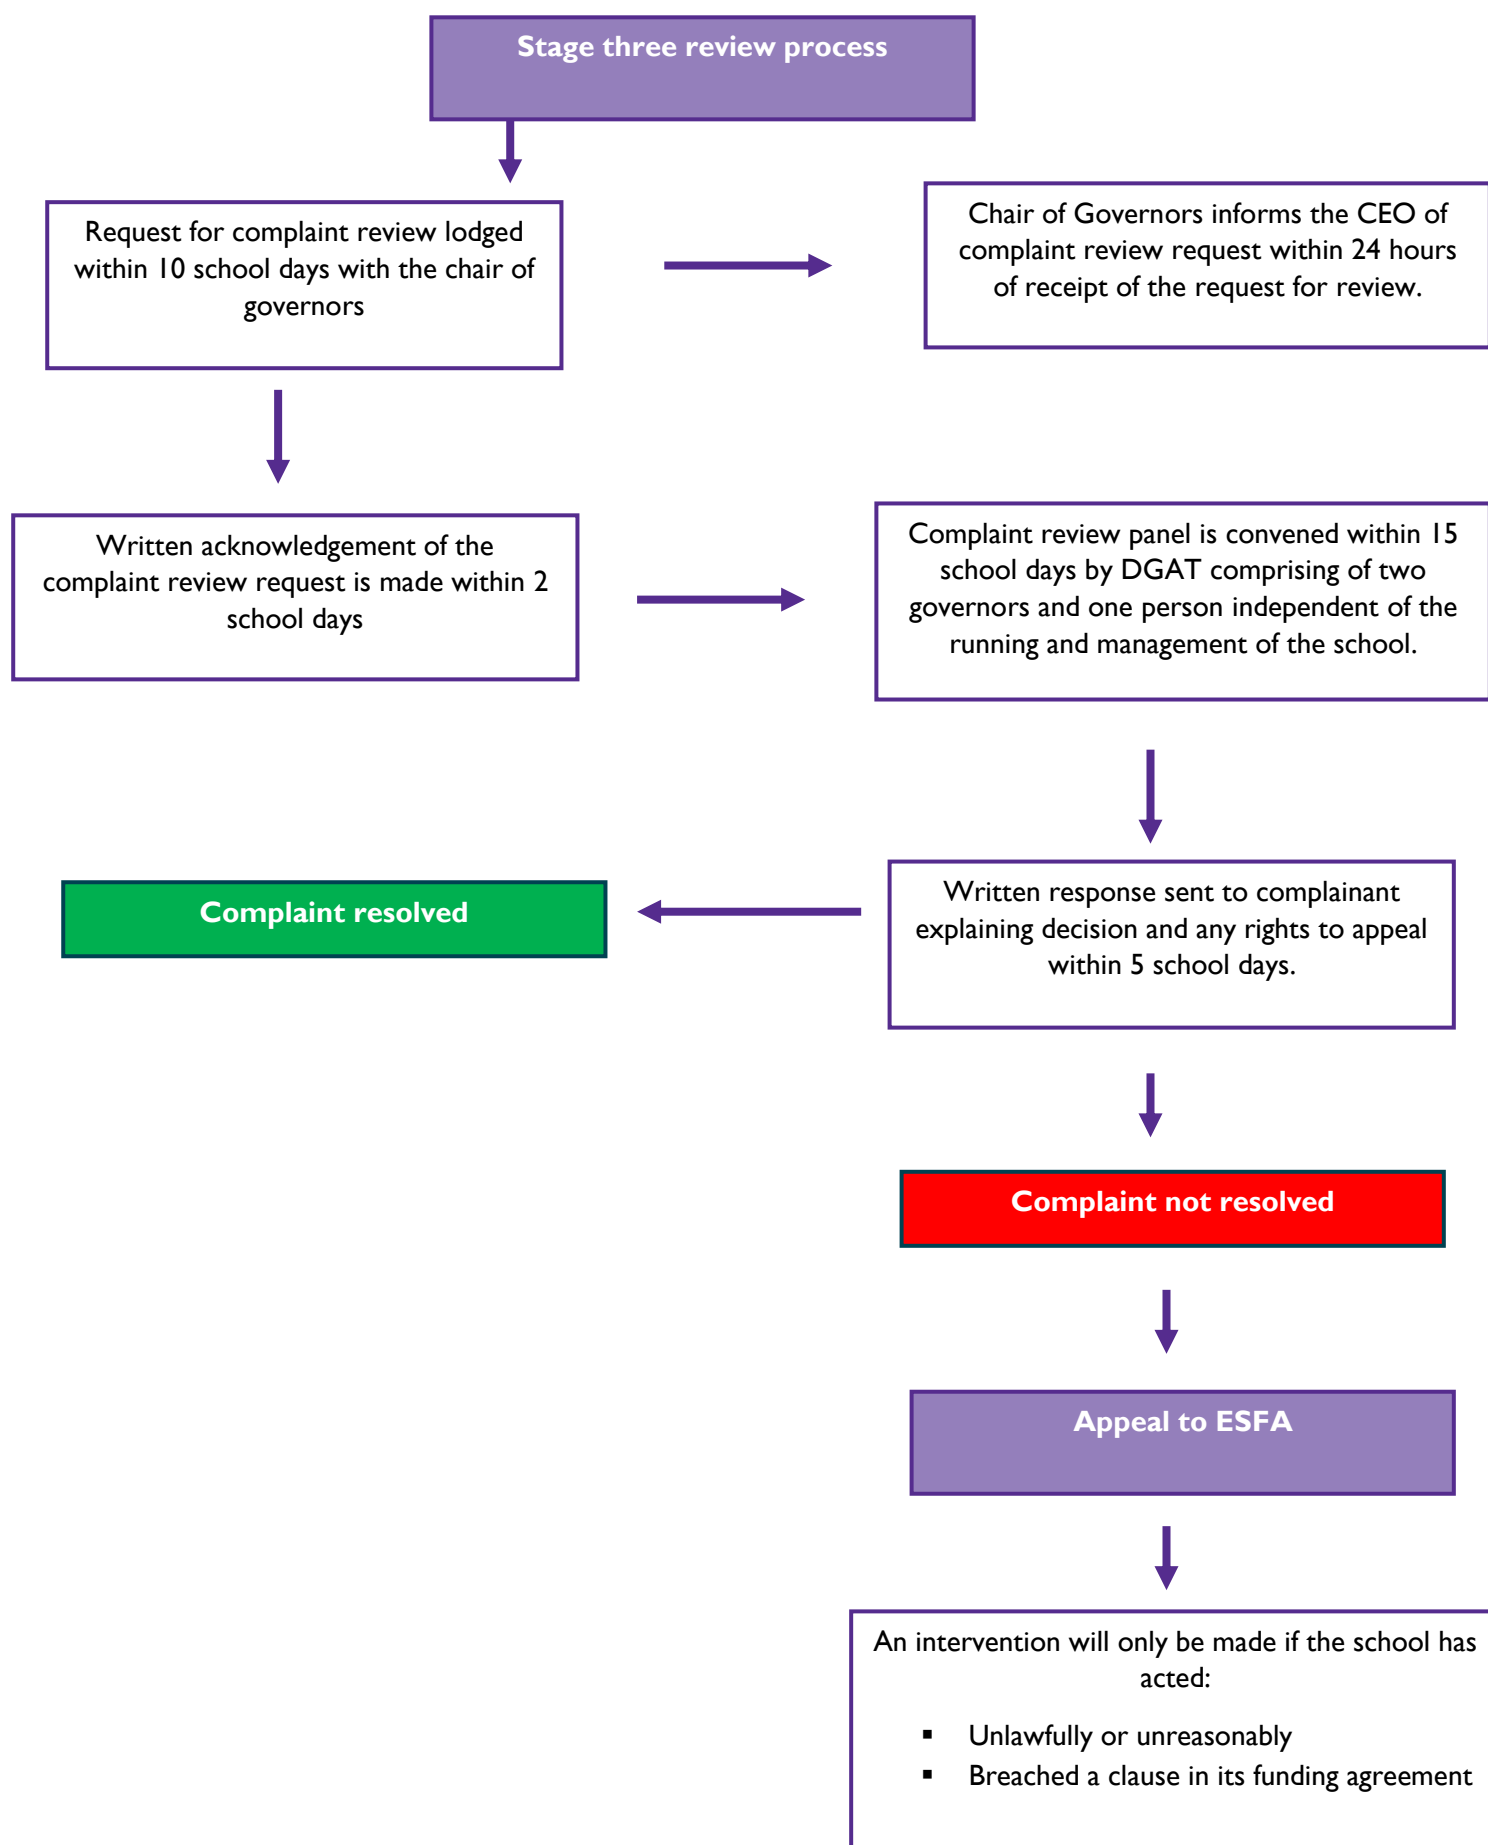 Stage three review process
Request for complaint review lodged
within 10 school days with the chair of
governors
Chair of Governors informs the CEO of
complaint review request within 24 hours
of receipt of the request for review.
Written acknowledgement of the
complaint review request is made within 2
school days
Complaint review panel is convened within 15
school days by DGAT comprising of two
governors and one person independent of the
running and management of the school.
Complaint resolved
Written response sent to complainant
explaining decision and any rights to appeal
within 5 school days.
Complaint not resolved
Appeal to ESFA
An intervention will only be made if the school has
acted:
▪ Unlawfully or unreasonably
▪ Breached a clause in its funding agreement